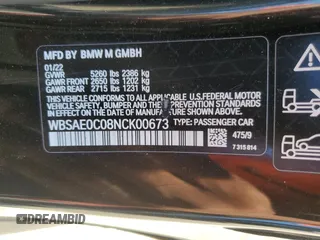 MFD. BY BMW M GMBH
01/22
GVWR 5260 lbs 2386 kg
GAWR FRONT 2650 lbs 1202 kg
GAWR REAR 2715 lbs 1231 kg
THIS VEHICLE CONFORMS TO ALL APPLICABLE U.S. FEDERAL MOTOR
VEHICLE SAFETY, BUMPER AND THEFT PREVENTION STANDARDS IN
EFFECT ON THE DATE OF MANUFACTURE SHOWN ABOVE.
WBSAE0C08NCK00673 TYPE: PASSENGER CAR
475/9
7 315 814
AUTOBIDMASTER